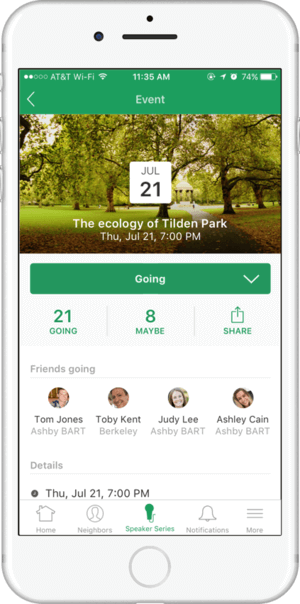 AT&T Wi-Fi 11:35 AM 74%
Event
JUL
21
The ecology of Tilden Park
Thu, Jul 21, 7:00 PM
Going
21 8
GOING MAYBE SHARE
Friends going
Tom Jones Toby Kent Judy Lee Ashley Cain
Ashby BART Berkeley Ashby BART Ashby BART
Details
Thu, Jul 21, 7:00 PM
Home Neighbors Speaker Series Notifications More